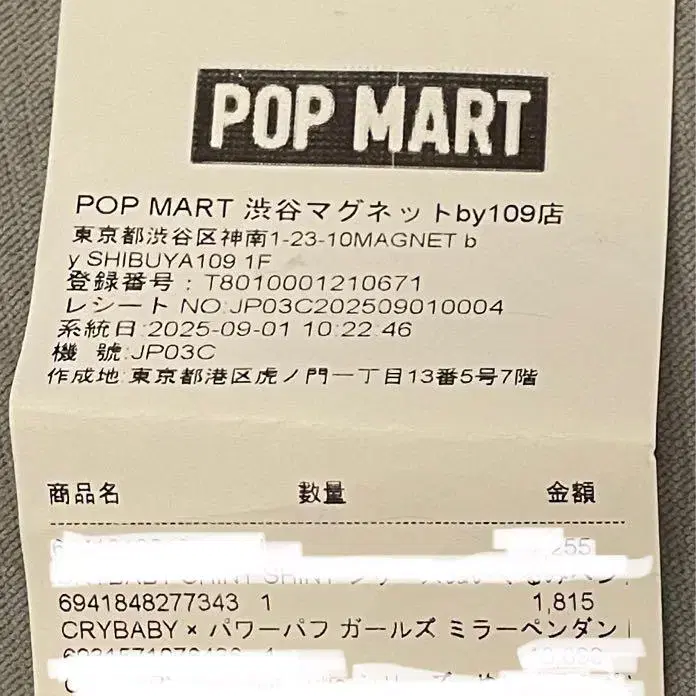 POP MART
POP MART 渋谷マグネットby109店
東京都渋谷区神南1-23-10MAGNET b
y SHIBUYA109 1F
登録番号：T8010001210671
レシート NO:JP03C202509010004
系統日:2025-09-01 10:22:46
機 號:JP03C
作成地:東京都港区虎ノ門一丁目13番5号7階
商品名 数量 金額
255
6941848277343 1 1,815
CRYBABY × パワーパフ ガールズ ミラーペンダン